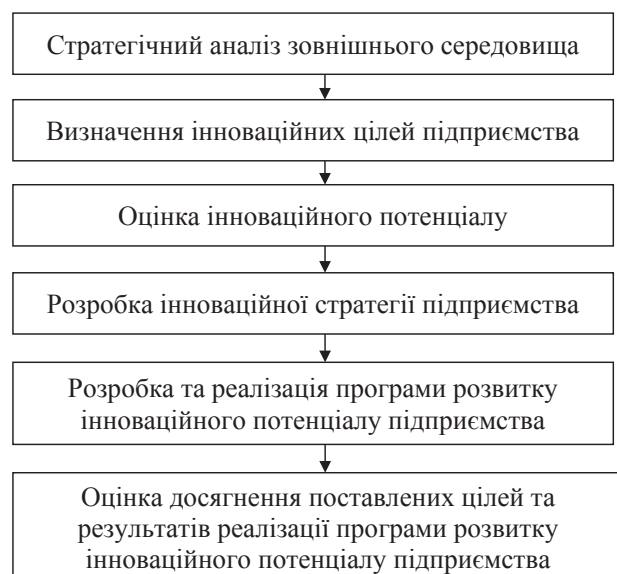 Стратегічний аналіз зовнішнього середовища
Визначення інноваційних цілей підприємства
Оцінка інноваційного потенціалу
Розробка інноваційної стратегії підприємства
Розробка та реалізація програми розвитку
інноваційного потенціалу підприємства
Оцінка досягнення поставлених цілей та
результатів реалізації програми розвитку
інноваційного потенціалу підприємства